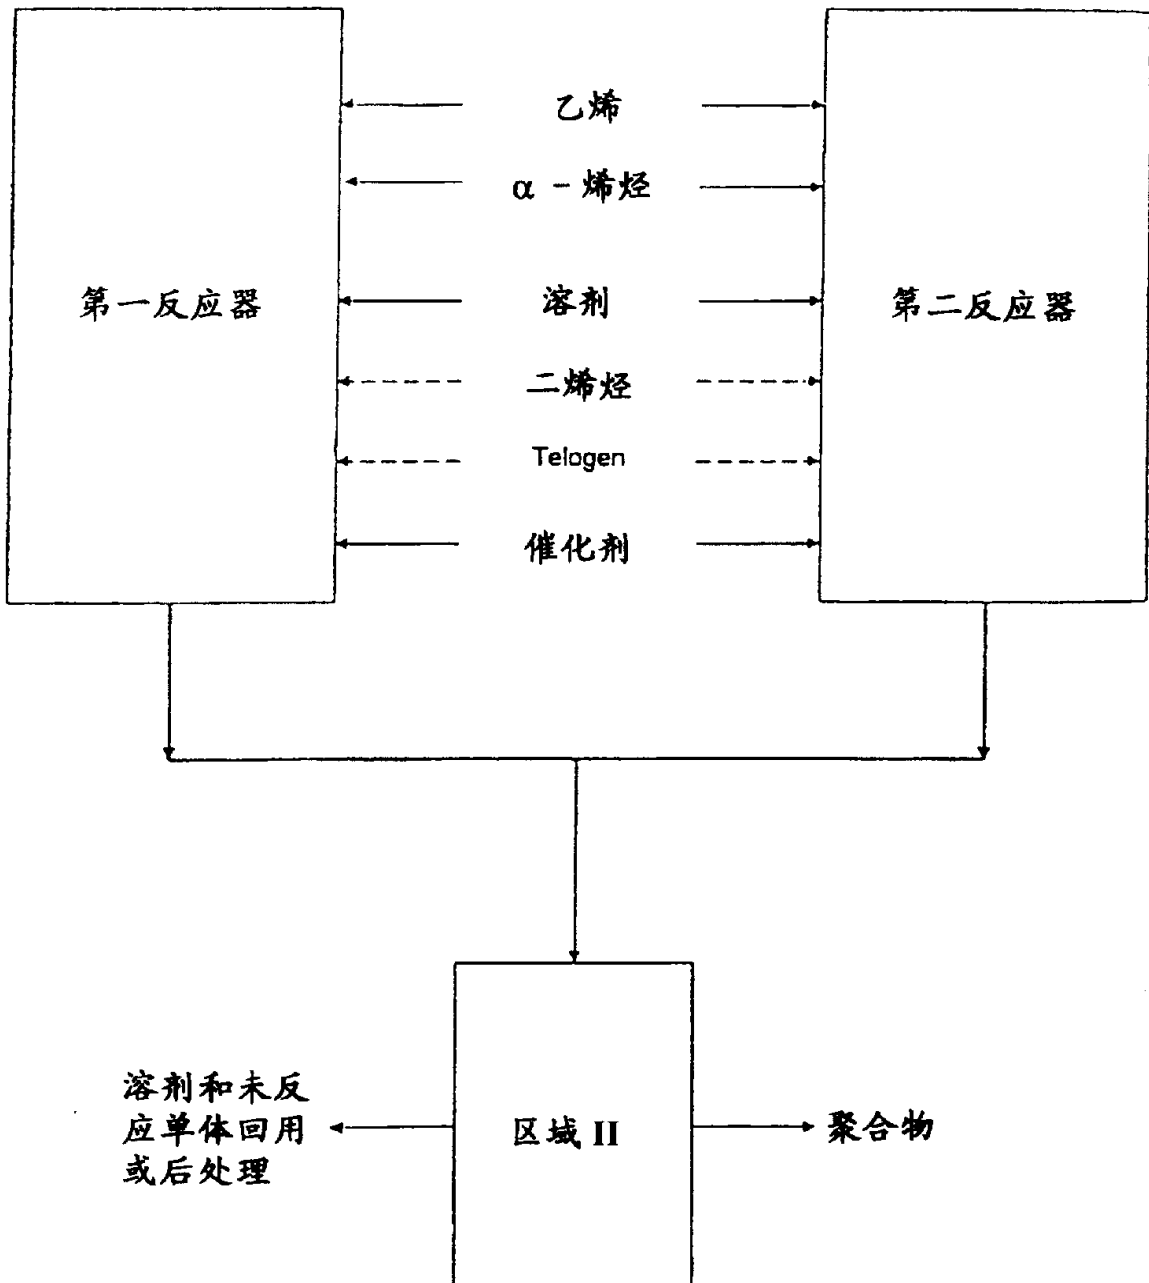 乙烯
α - 烯烃
第一反应器
溶剂
第二反应器
二烯烃
Telogen
催化剂
溶剂和未反
应单体回用
或后处理
区域 II
聚合物